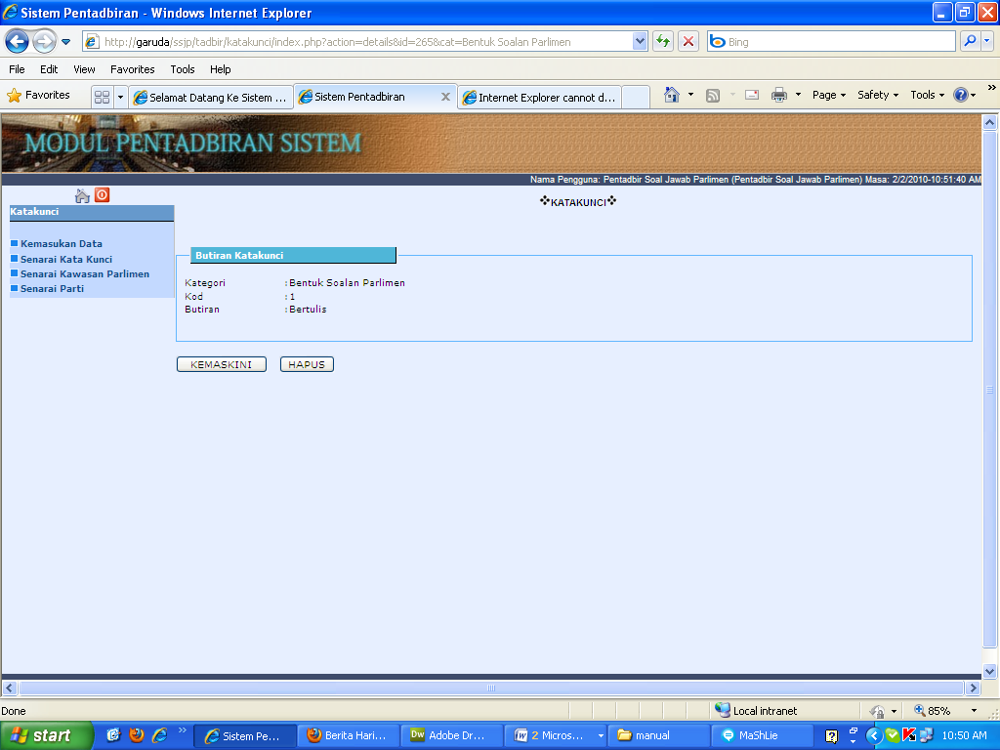 Sistem Pentadbiran - Windows Internet Explorer
http://garuda/ssjp/tadbir/katakunci/index.php?action=details&id=265&cat=Bentuk Soalan Parlimen
Bing
File Edit View Favorites Tools Help
Favorites
Selamat Datang Ke Sistem ...
Sistem Pentadbiran
Internet Explorer cannot d...
Page Safety Tools
MODUL PENTADBIRAN SISTEM
Nama Pengguna: Pentadbir Soal Jawab Parlimen (Pentadbir Soal Jawab Parlimen) Masa: 2/2/2010-10:51:40 AM
Katakunci
Kemasukan Data
Senarai Kata Kunci
Senarai Kawasan Parlimen
Senarai Parti
❖KATAKUNCI❖
Butiran Katakunci
Kategori :Bentuk Soalan Parlimen
Kod :1
Butiran :Bertulis
KEMASKINI HAPUS
Done
Local intranet
85%
start
Sistem Pe...
Berita Hari...
Dw Adobe Dr...
2 Micros...
manual
MaShLie
10:50 AM